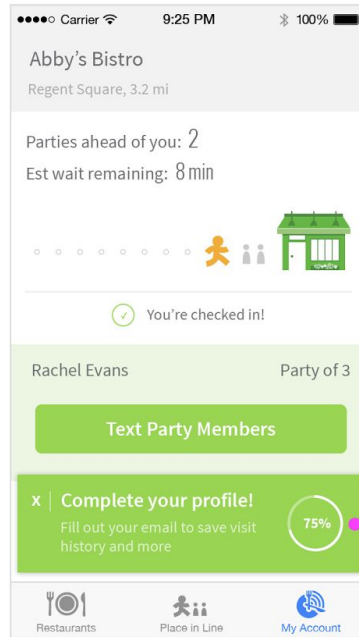 Carrier 9:25 PM 100%
Abby's Bistro
Regent Square, 3.2 mi
Parties ahead of you: 2
Est wait remaining: 8 min
You're checked in!
Rachel Evans Party of 3
Text Party Members
x | Complete your profile!
Fill out your email to save visit
history and more
75%
Restaurants Place in Line My Account